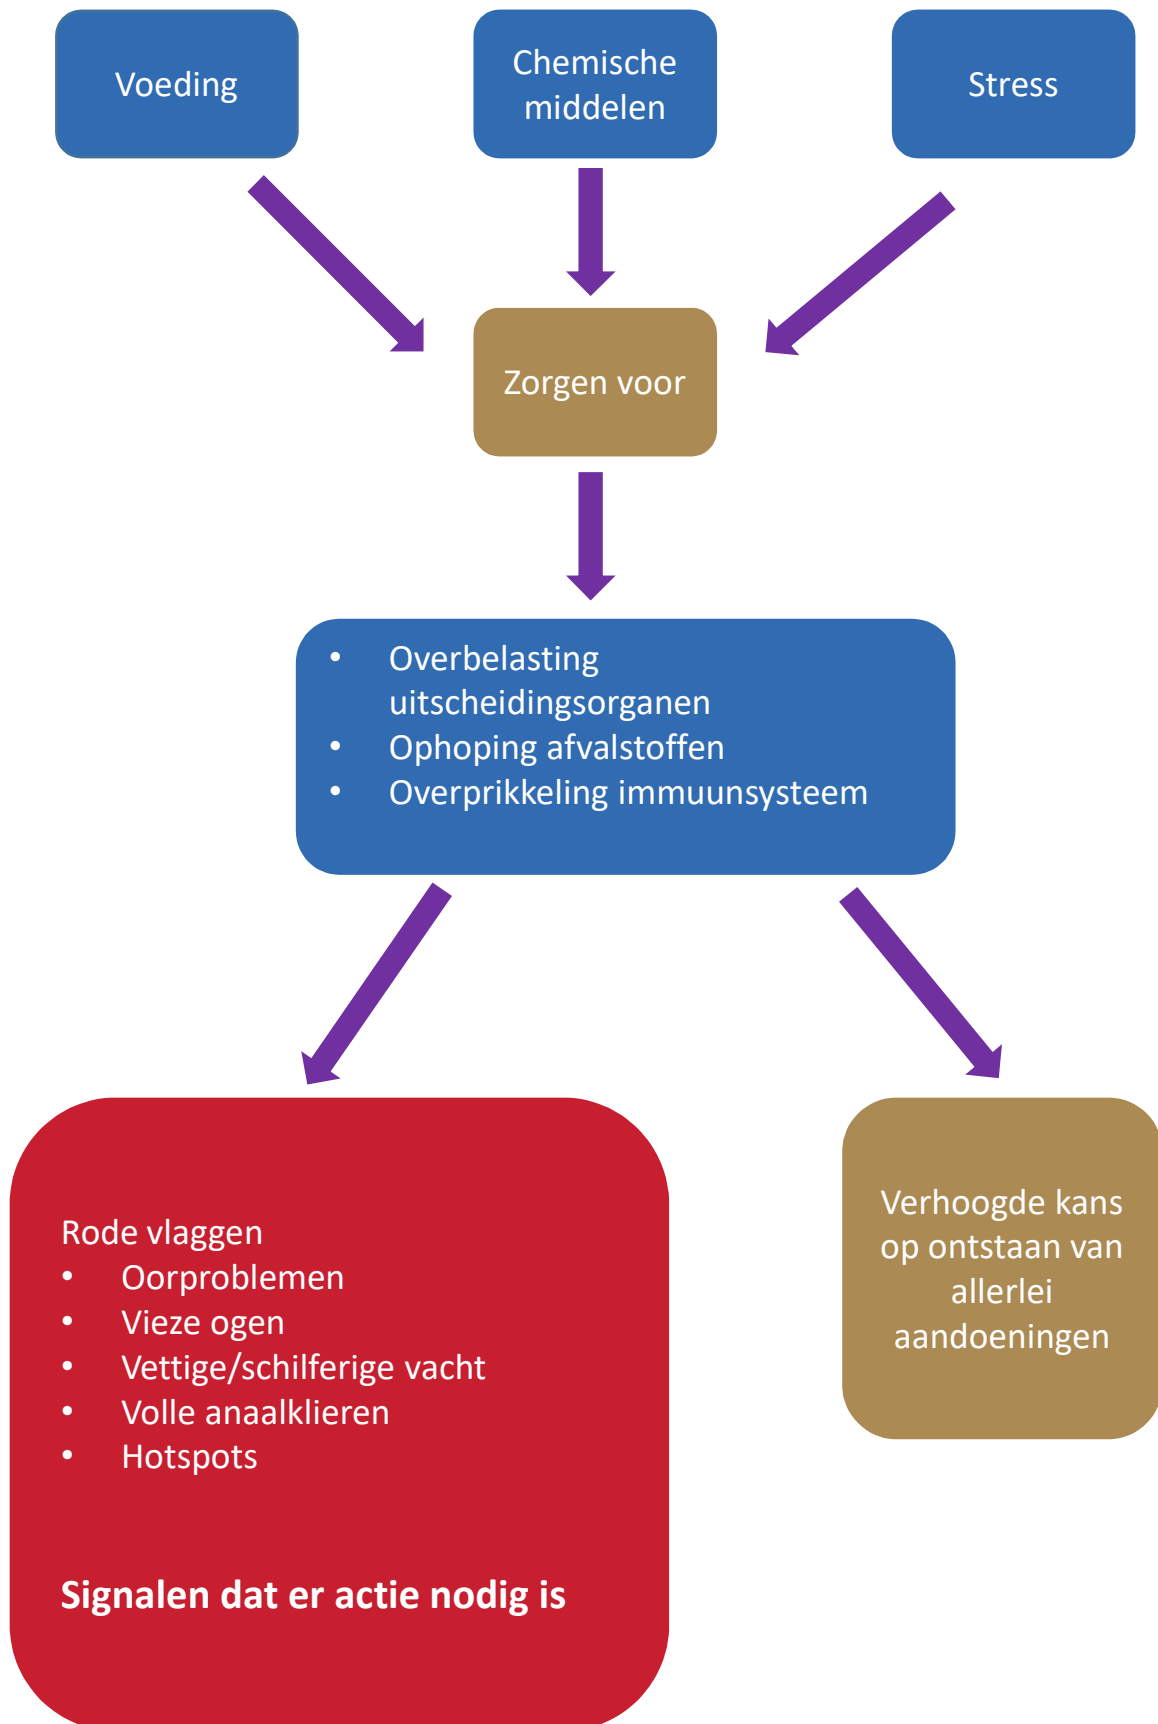 Voeding
Chemische
middelen
Stress
Zorgen voor
• Overbelasting
uitscheidingsorganen
• Ophoping afvalstoffen
• Overprikkeling immuunsysteem
Rode vlaggen
• Oorproblemen
• Vieze ogen
• Vettige/schilferige vacht
• Volle anaalklieren
• Hotspots
Signalen dat er actie nodig is
Verhoogde kans
op ontstaan van
allerlei
aandoeningen